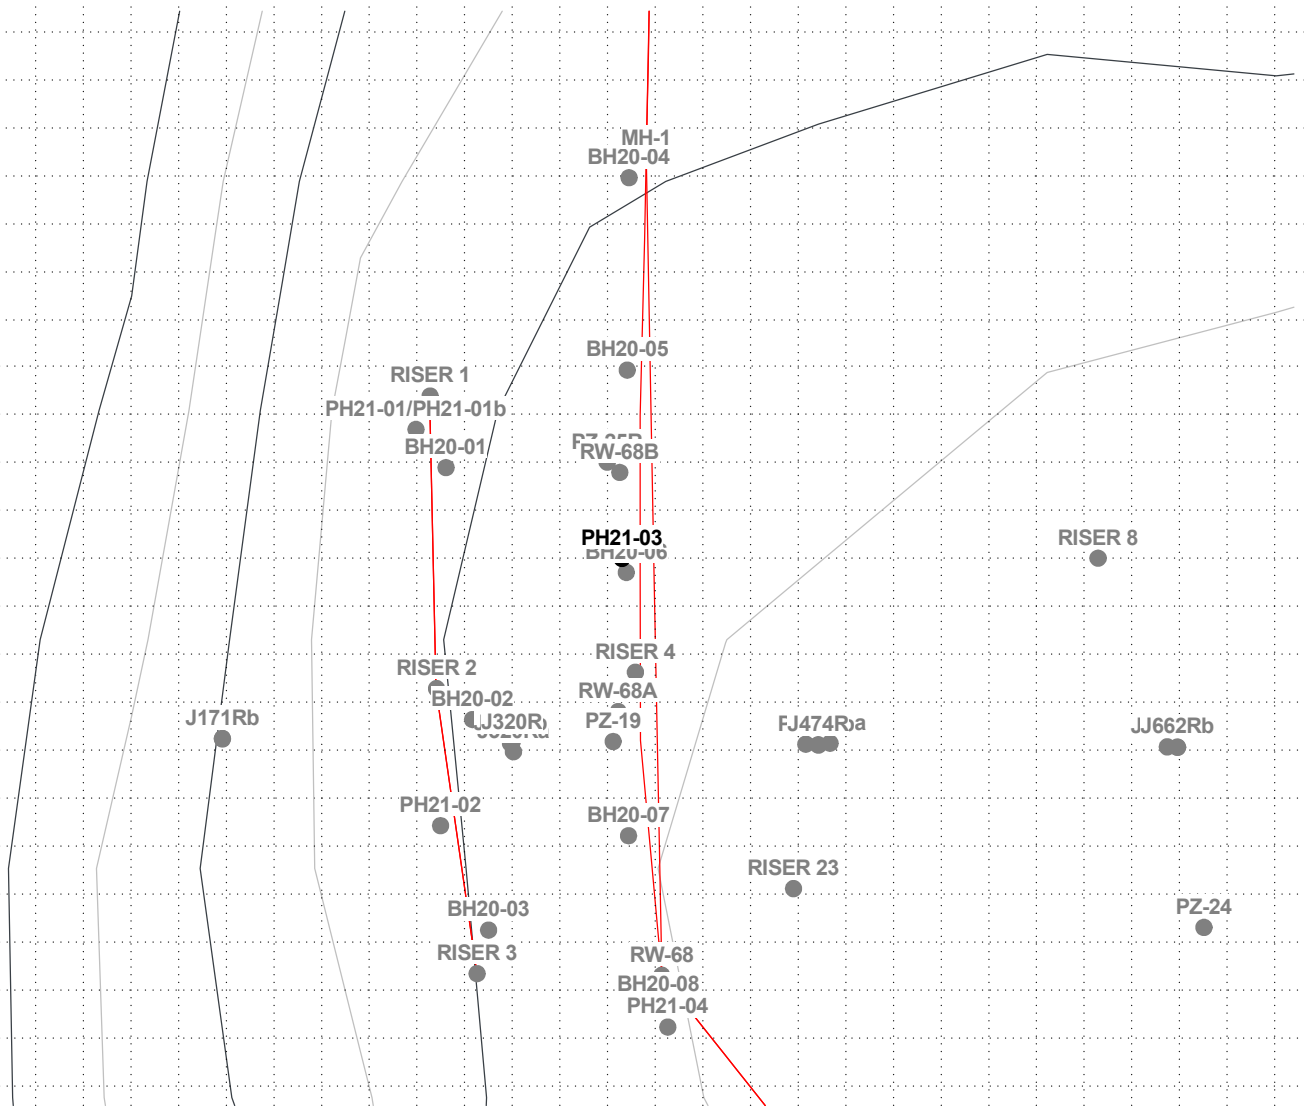 MH-1
BH20-04
BH20-05
RISER 1
PH21-01/PH21-01b
BH20-01
RW-68B
PH21-03
BH20-06
RISER 8
RISER 4
RISER 2
RW-68A
BH20-02
J171Rb
PZ-19
JJ662Rb
PH21-02
BH20-07
RISER 23
BH20-03
PZ-24
RISER 3
RW-68
BH20-08
PH21-04